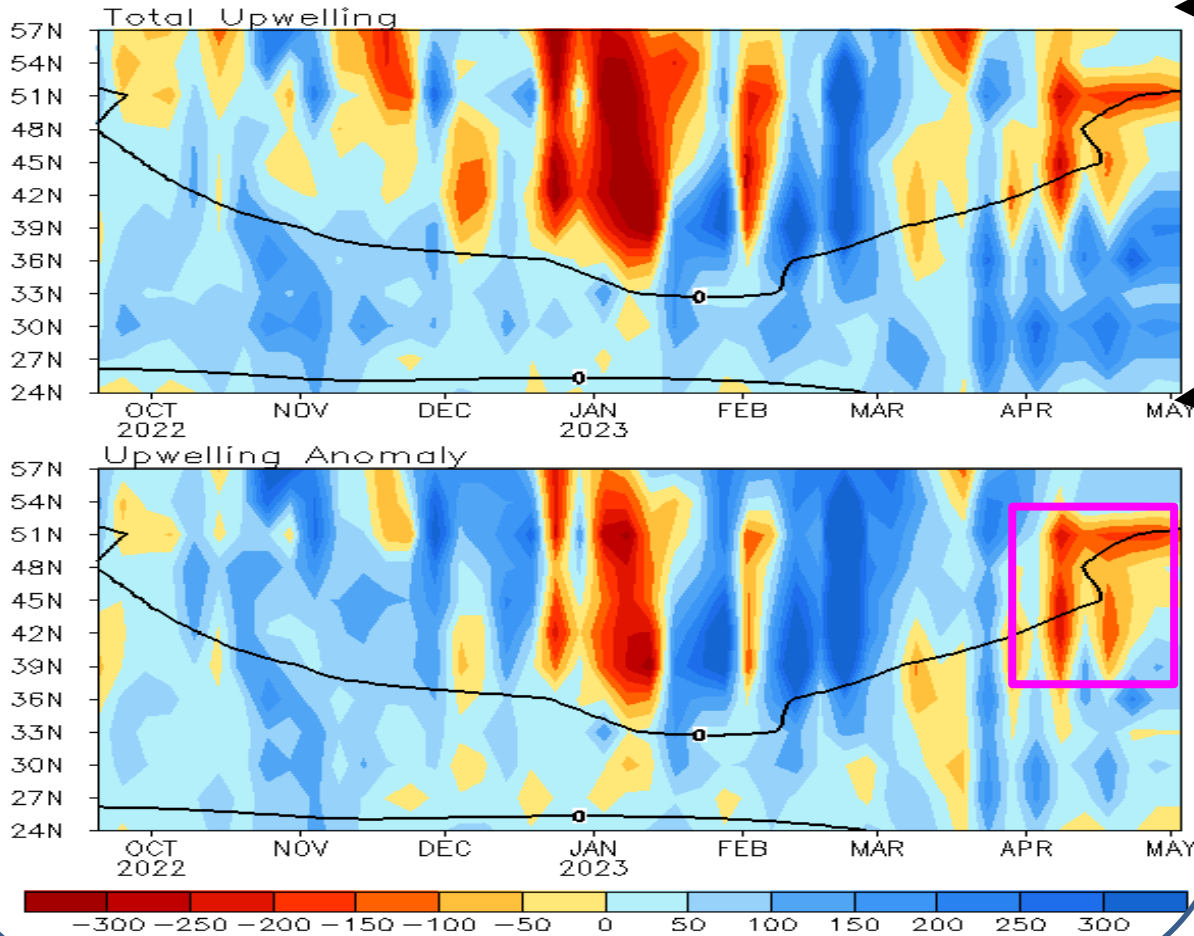 Total Upwelling
57N
54N
51N
48N
45N
42N
39N
36N
33N
30N
27N
24N
0
0
OCT NOV DEC JAN FEB MAR APR MAY
2022 2023
Upwelling Anomaly
57N
54N
51N
48N
45N
42N
39N
36N
33N
30N
27N
24N
0
0
OCT NOV DEC JAN FEB MAR APR MAY
2022 2023
-300 -250 -200 -150 -100 -50 0 50 100 150 200 250 300